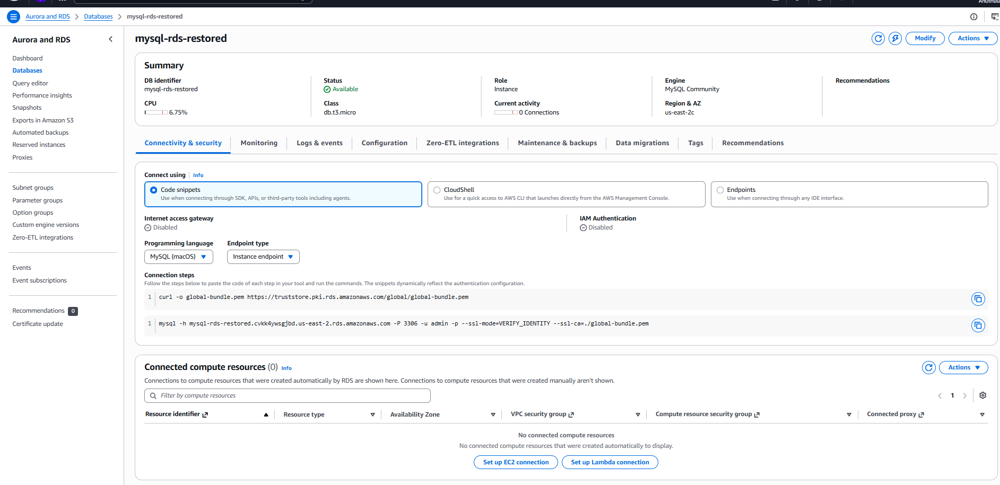 Aurora and RDS > Databases > mysql-rds-restored
Aurora and RDS
Dashboard
Databases
Query editor
Performance insights
Snapshots
Exports in Amazon S3
Automated backups
Reserved instances
Proxies
Subnet groups
Parameter groups
Option groups
Custom engine versions
Zero-ETL integrations
Events
Event subscriptions
Recommendations 0
Certificate update
mysql-rds-restored
Modify
Actions
Summary
DB identifier
mysql-rds-restored
CPU
6.75%
Status
Available
Class
db.t3.micro
Role
Instance
Current activity
0 Connections
Engine
MySQL Community
Region & AZ
us-east-2c
Recommendations
Connectivity & security
Monitoring
Logs & events
Configuration
Zero-ETL integrations
Maintenance & backups
Data migrations
Tags
Recommendations
Connect using Info
Code snippets
Use when connecting through SDK, APIs, or third-party tools including agents.
CloudShell
Use for a quick access to AWS CLI that launches directly from the AWS Management Console.
Endpoints
Use when connecting through any IDE interface.
Internet access gateway
Disabled
IAM Authentication
Disabled
Programming language
MySQL (macOS)
Endpoint type
Instance endpoint
Connection steps
Follow the steps below to paste the code of each step in your tool and run the commands. The snippets dynamically reflect the authentication configuration.
1 curl -o global-bundle.pem https://truststore.pki.rds.amazonaws.com/global/global-bundle.pem
1 mysql -h mysql-rds-restored.cvkk4ywsgjbd.us-east-2.rds.amazonaws.com -P 3306 -u admin -p --ssl-mode=VERIFY_IDENTITY --ssl-ca=./global-bundle.pem
Connected compute resources (0) Info
Actions
Connections to compute resources that were created automatically by RDS are shown here. Connections to compute resources that were created manually aren't shown.
Filter by compute resources
1
Resource identifier
Resource type
Availability Zone
VPC security group
Compute resource security group
Connected proxy
No connected compute resources
No connected compute resources that were created automatically to display.
Set up EC2 connection
Set up Lambda connection